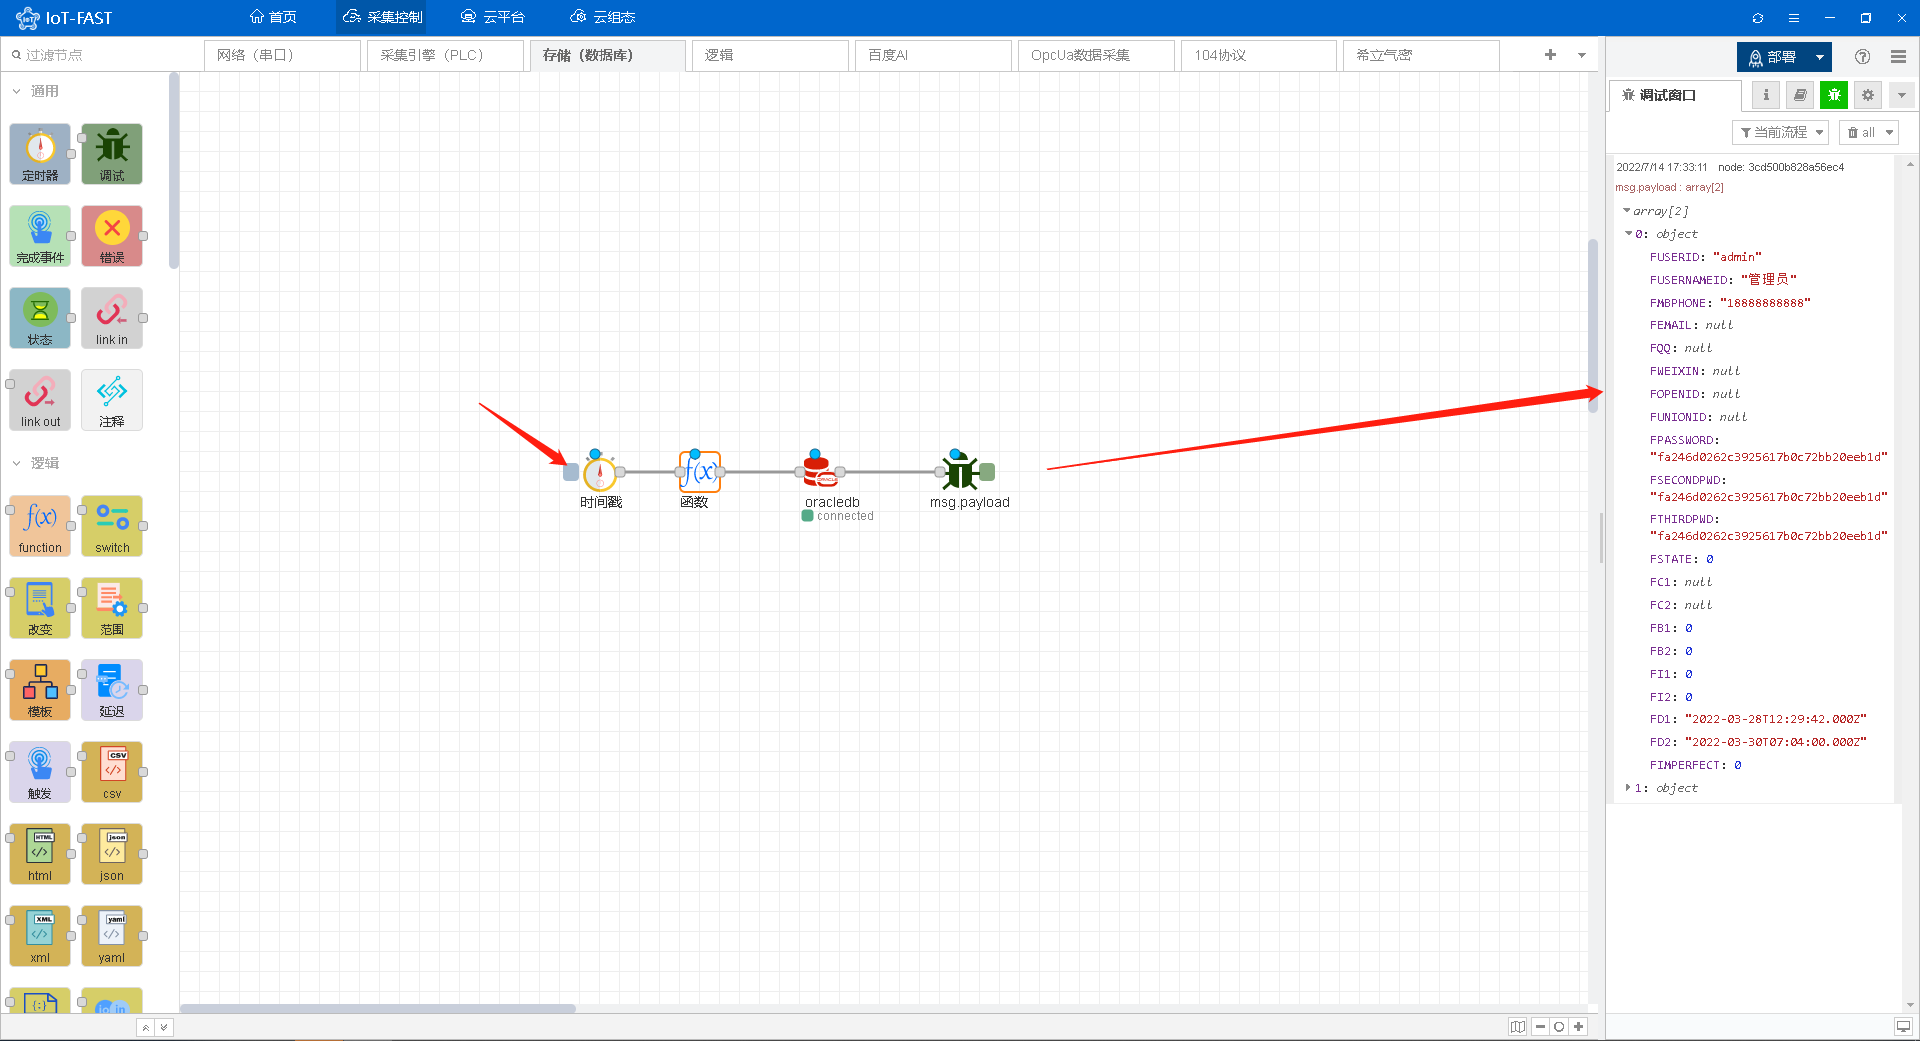 IoT-FAST
首页
采集控制
云平台
云组态
过滤节点
网络（串口）
采集引擎（PLC）
存储（数据库）
逻辑
百度AI
OpcUa数据采集
104协议
希立气密
部署
通用
定时器
调试
完成事件
错误
状态
link in
link out
注释
逻辑
f(x)
function
switch
改变
范围
模板
延迟
触发
CSV
csv
HTML
html
json
json
XML
xml
yaml
yaml
时间戳
f(x)
函数
ORACLE
oracledb
connected
msg.payload
调试窗口
当前流程
all
2022/7/14 17:33:11 node: 3cd500b828a56ec4
msg.payload : array[2]
array[2]
0: object
FUSERID: "admin"
FUSERNAMEID: "管理员"
FMBPHONE: "18888888888"
FEMAIL: null
FQQ: null
FWEIXIN: null
FOPENID: null
FUNIONID: null
FPASSWORD:
"fa246d0262c3925617b0c72bb20eeb1d"
FSECONDPWD:
"fa246d0262c3925617b0c72bb20eeb1d"
FTHIRDPWD:
"fa246d0262c3925617b0c72bb20eeb1d"
FSTATE: 0
FC1: null
FC2: null
FB1: 0
FB2: 0
FI1: 0
FI2: 0
FD1: "2022-03-28T12:29:42.000Z"
FD2: "2022-03-30T07:04:00.000Z"
FIMPERFECT: 0
1: object